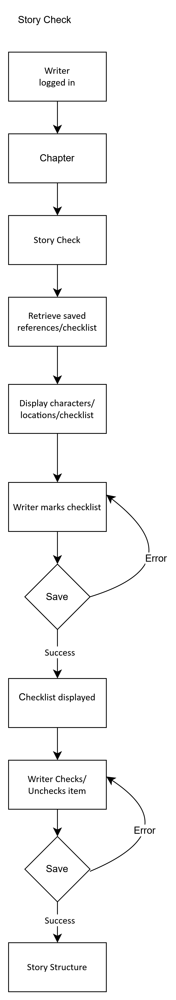 Story Check
Writer
logged in
Chapter
Story Check
Retrieve saved
references/checklist
Display characters/
locations/checklist
Writer marks checklist
Error
Save
Success
Checklist displayed
Writer Checks/
Unchecks item
Error
Save
Success
Story Structure